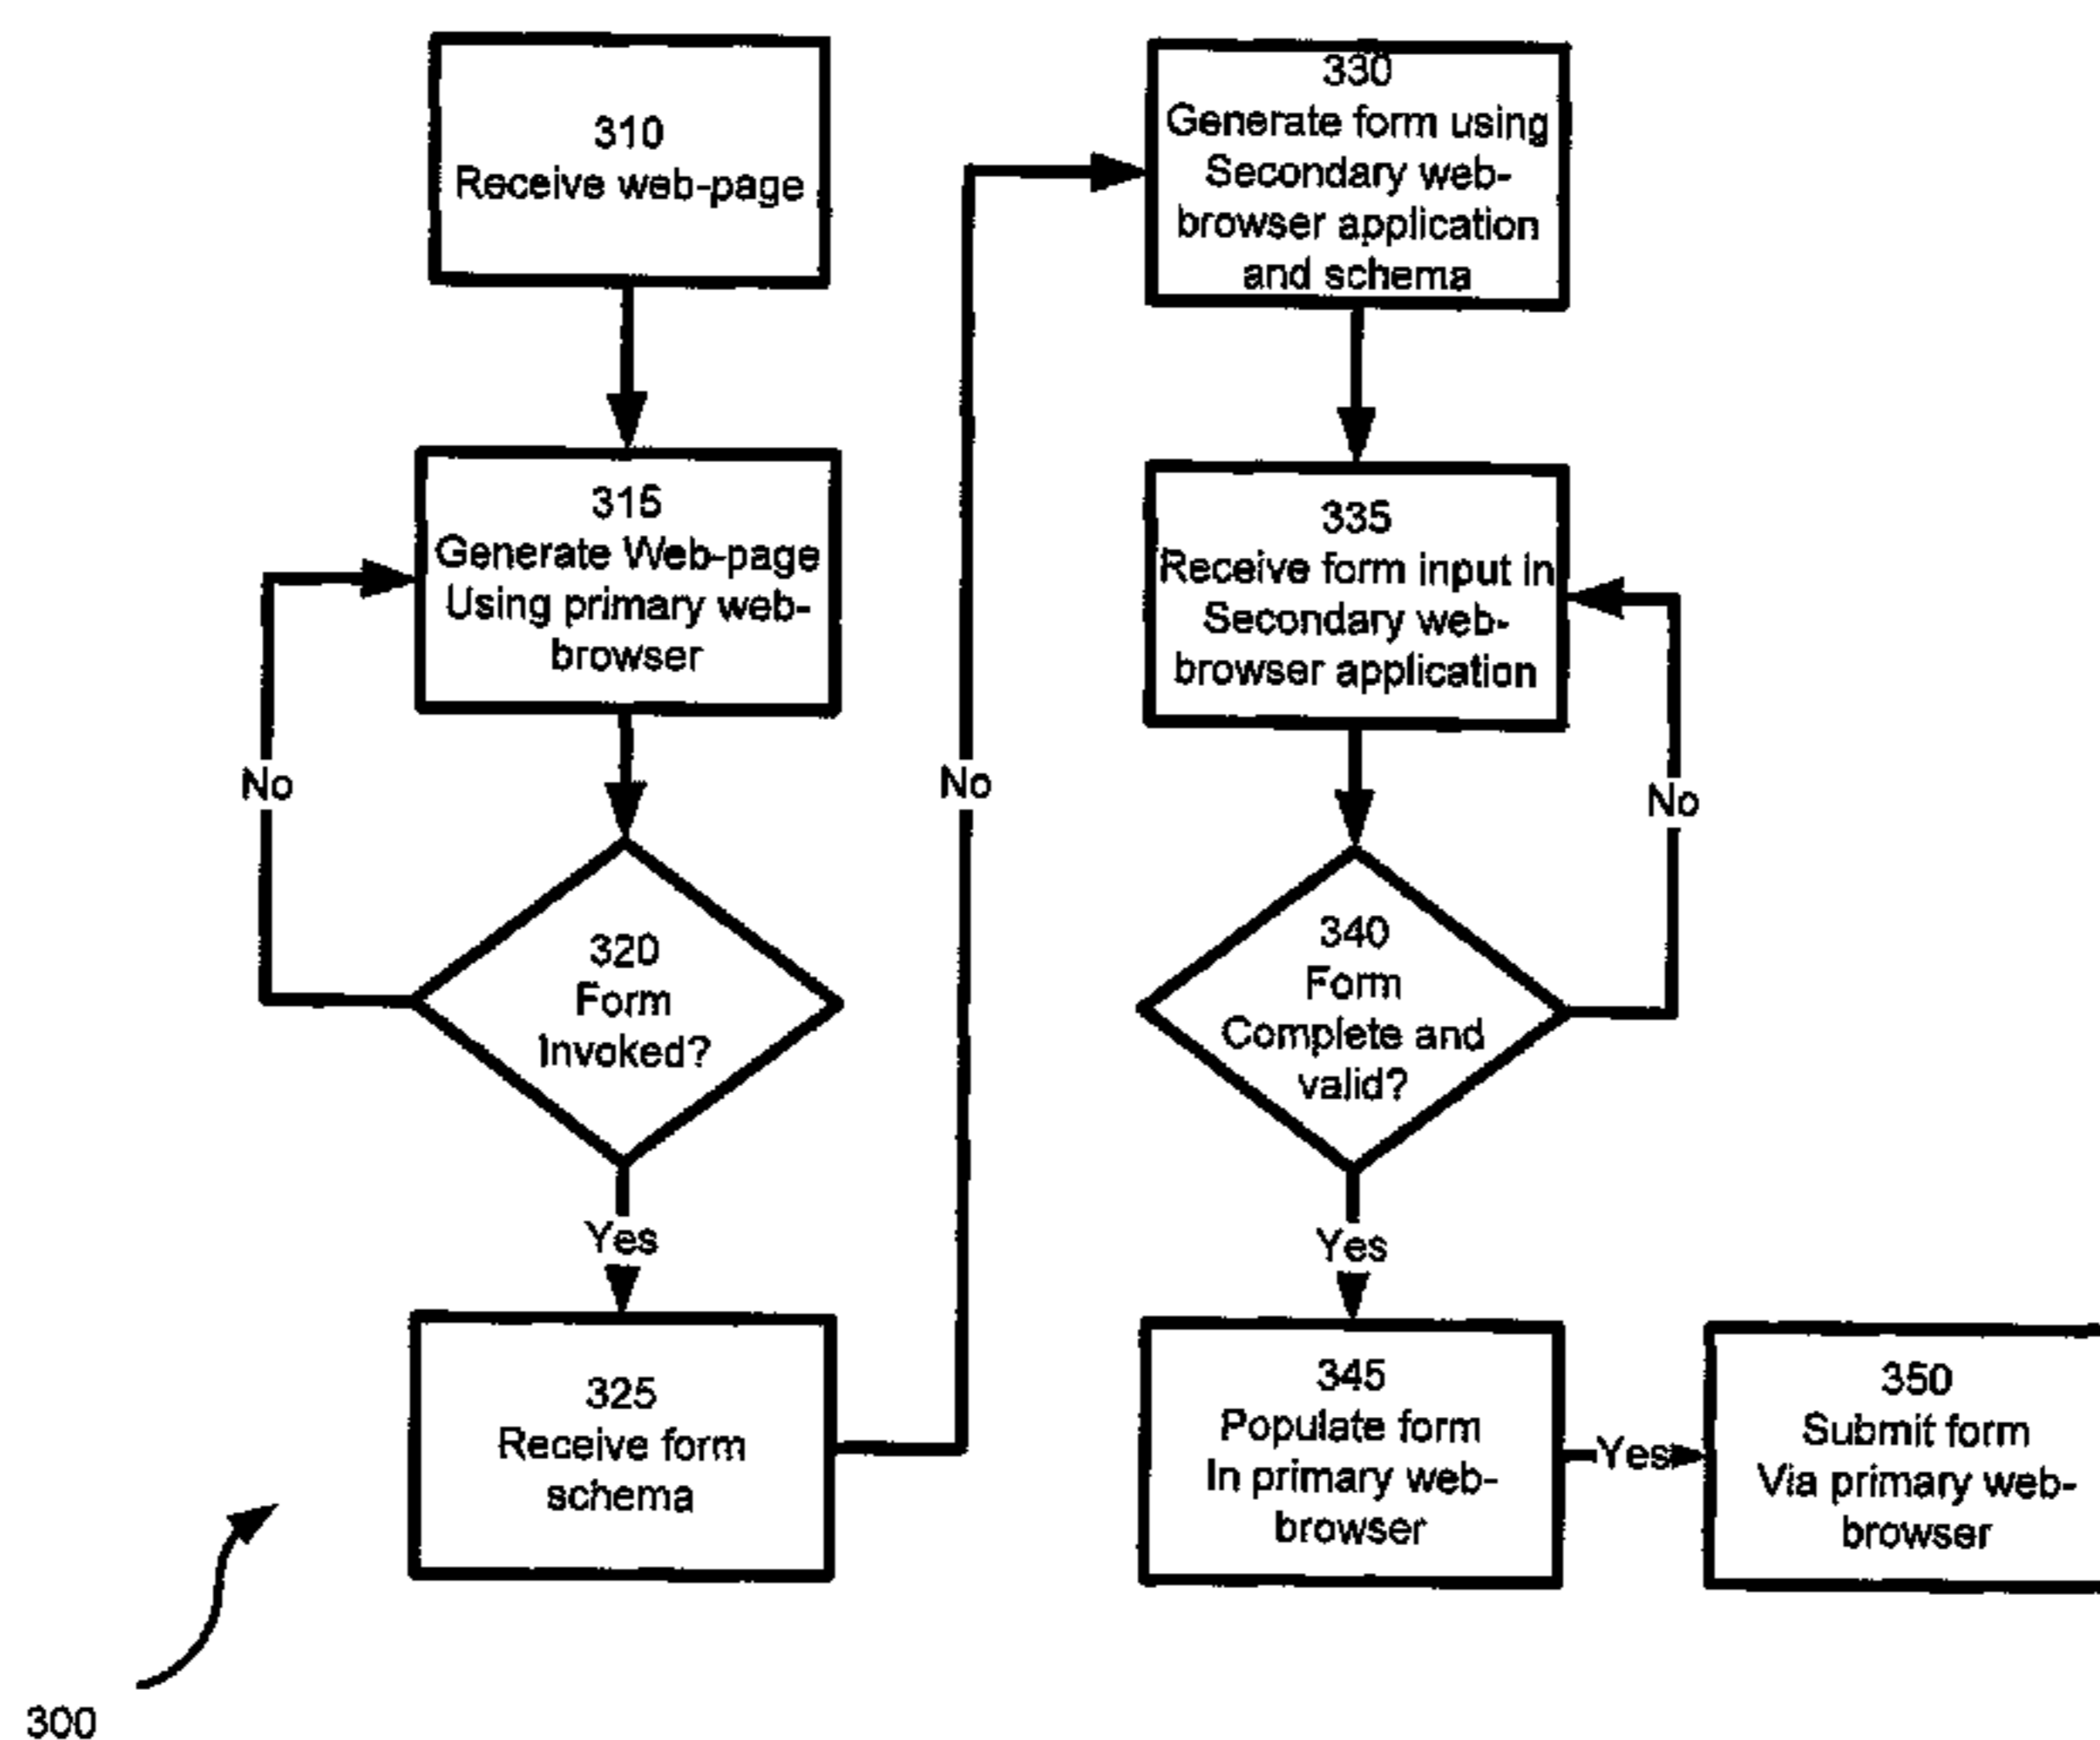 310
Receive web-page
315
Generate Web-page
Using primary web-
browser
No
320
Form
Invoked?
Yes
325
Receive form
schema
No
330
Generate form using
Secondary web-
browser application
and schema
335
Receive form input in
Secondary web-
browser application
No
340
Form
Complete and
valid?
Yes
345
Populate form
In primary web-
browser
Yes
350
Submit form
Via primary web-
browser
300